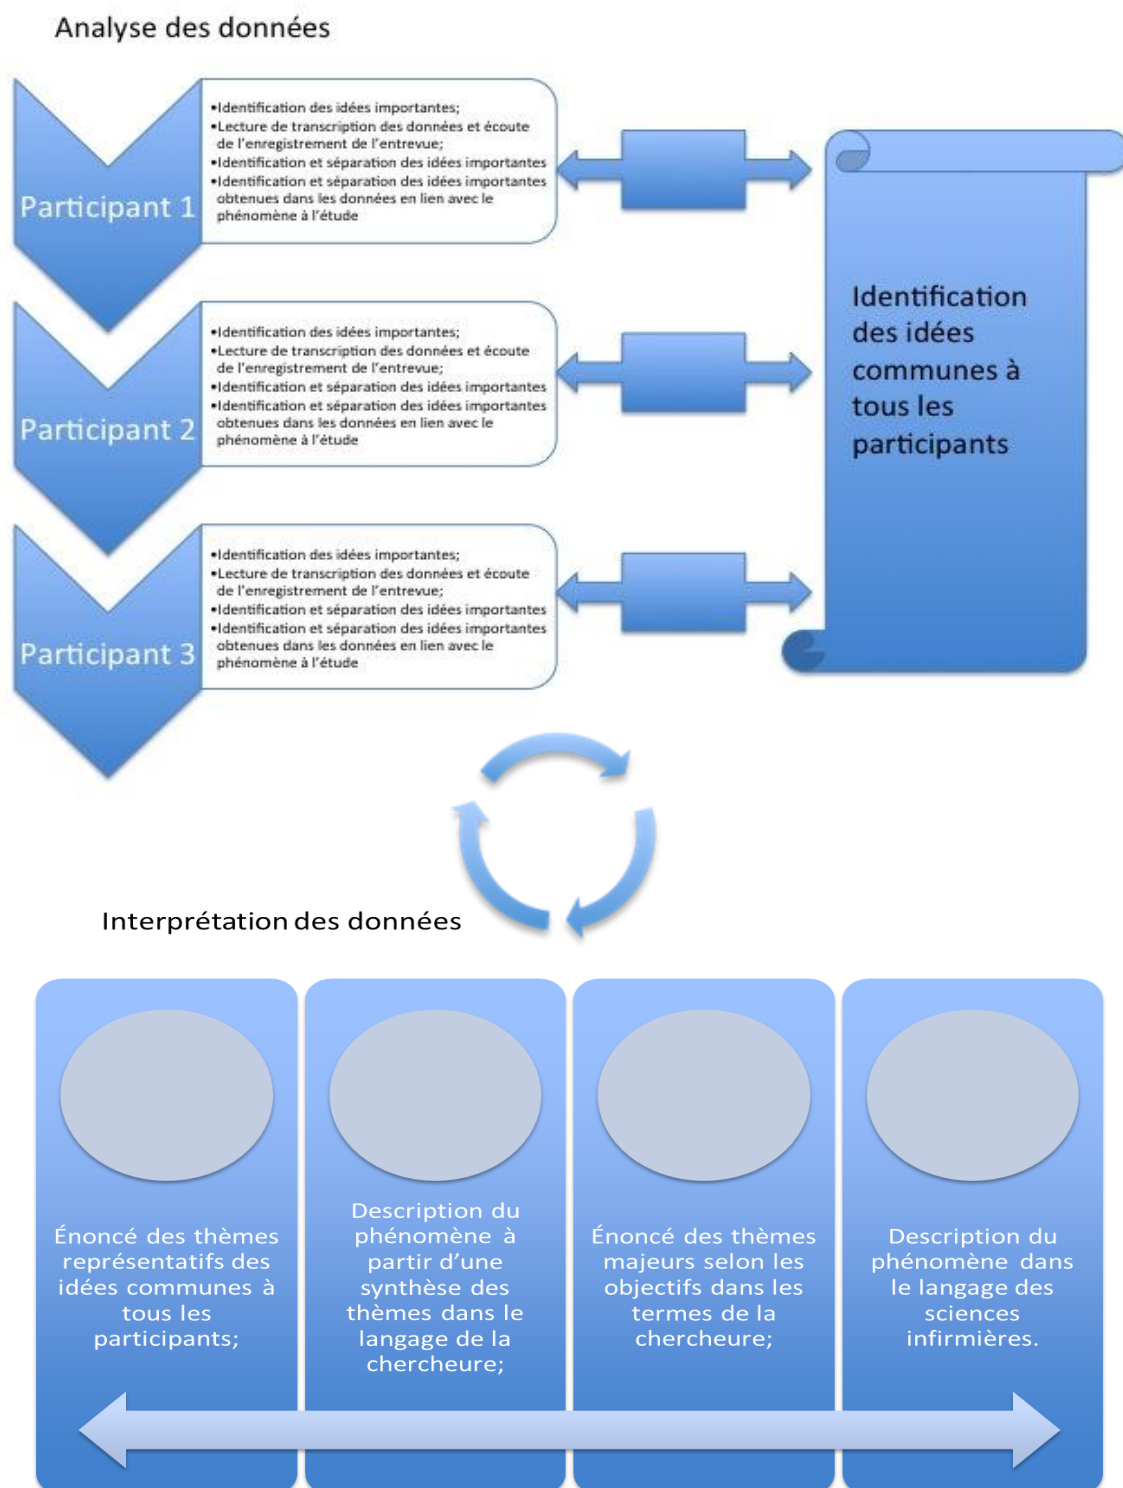 Analyse des données
Participant 1
•Identification des idées importantes;
•Lecture de transcription des données et écoute
de l'enregistrement de l'entrevue;
•Identification et séparation des idées importantes
•Identification et séparation des idées importantes
obtenues dans les données en lien avec le
phénomène à l'étude
Participant 2
•Identification des idées importantes;
•Lecture de transcription des données et écoute
de l'enregistrement de l'entrevue;
•Identification et séparation des idées importantes
•Identification et séparation des idées importantes
obtenues dans les données en lien avec le
phénomène à l'étude
Participant 3
•Identification des idées importantes;
•Lecture de transcription des données et écoute
de l'enregistrement de l'entrevue;
•Identification et séparation des idées importantes
•Identification et séparation des idées importantes
obtenues dans les données en lien avec le
phénomène à l'étude
Identification
des idées
communes à
tous les
participants
Interprétation des données
Énoncé des thèmes
représentatifs des
idées communes à
tous les
participants;
Description du
phénomène à
partir d'une
synthèse des
thèmes dans le
langage de la
chercheure;
Énoncé des thèmes
majeurs selon les
objectifs dans les
termes de la
chercheure;
Description du
phénomène dans
le langage des
sciences
infirmières.